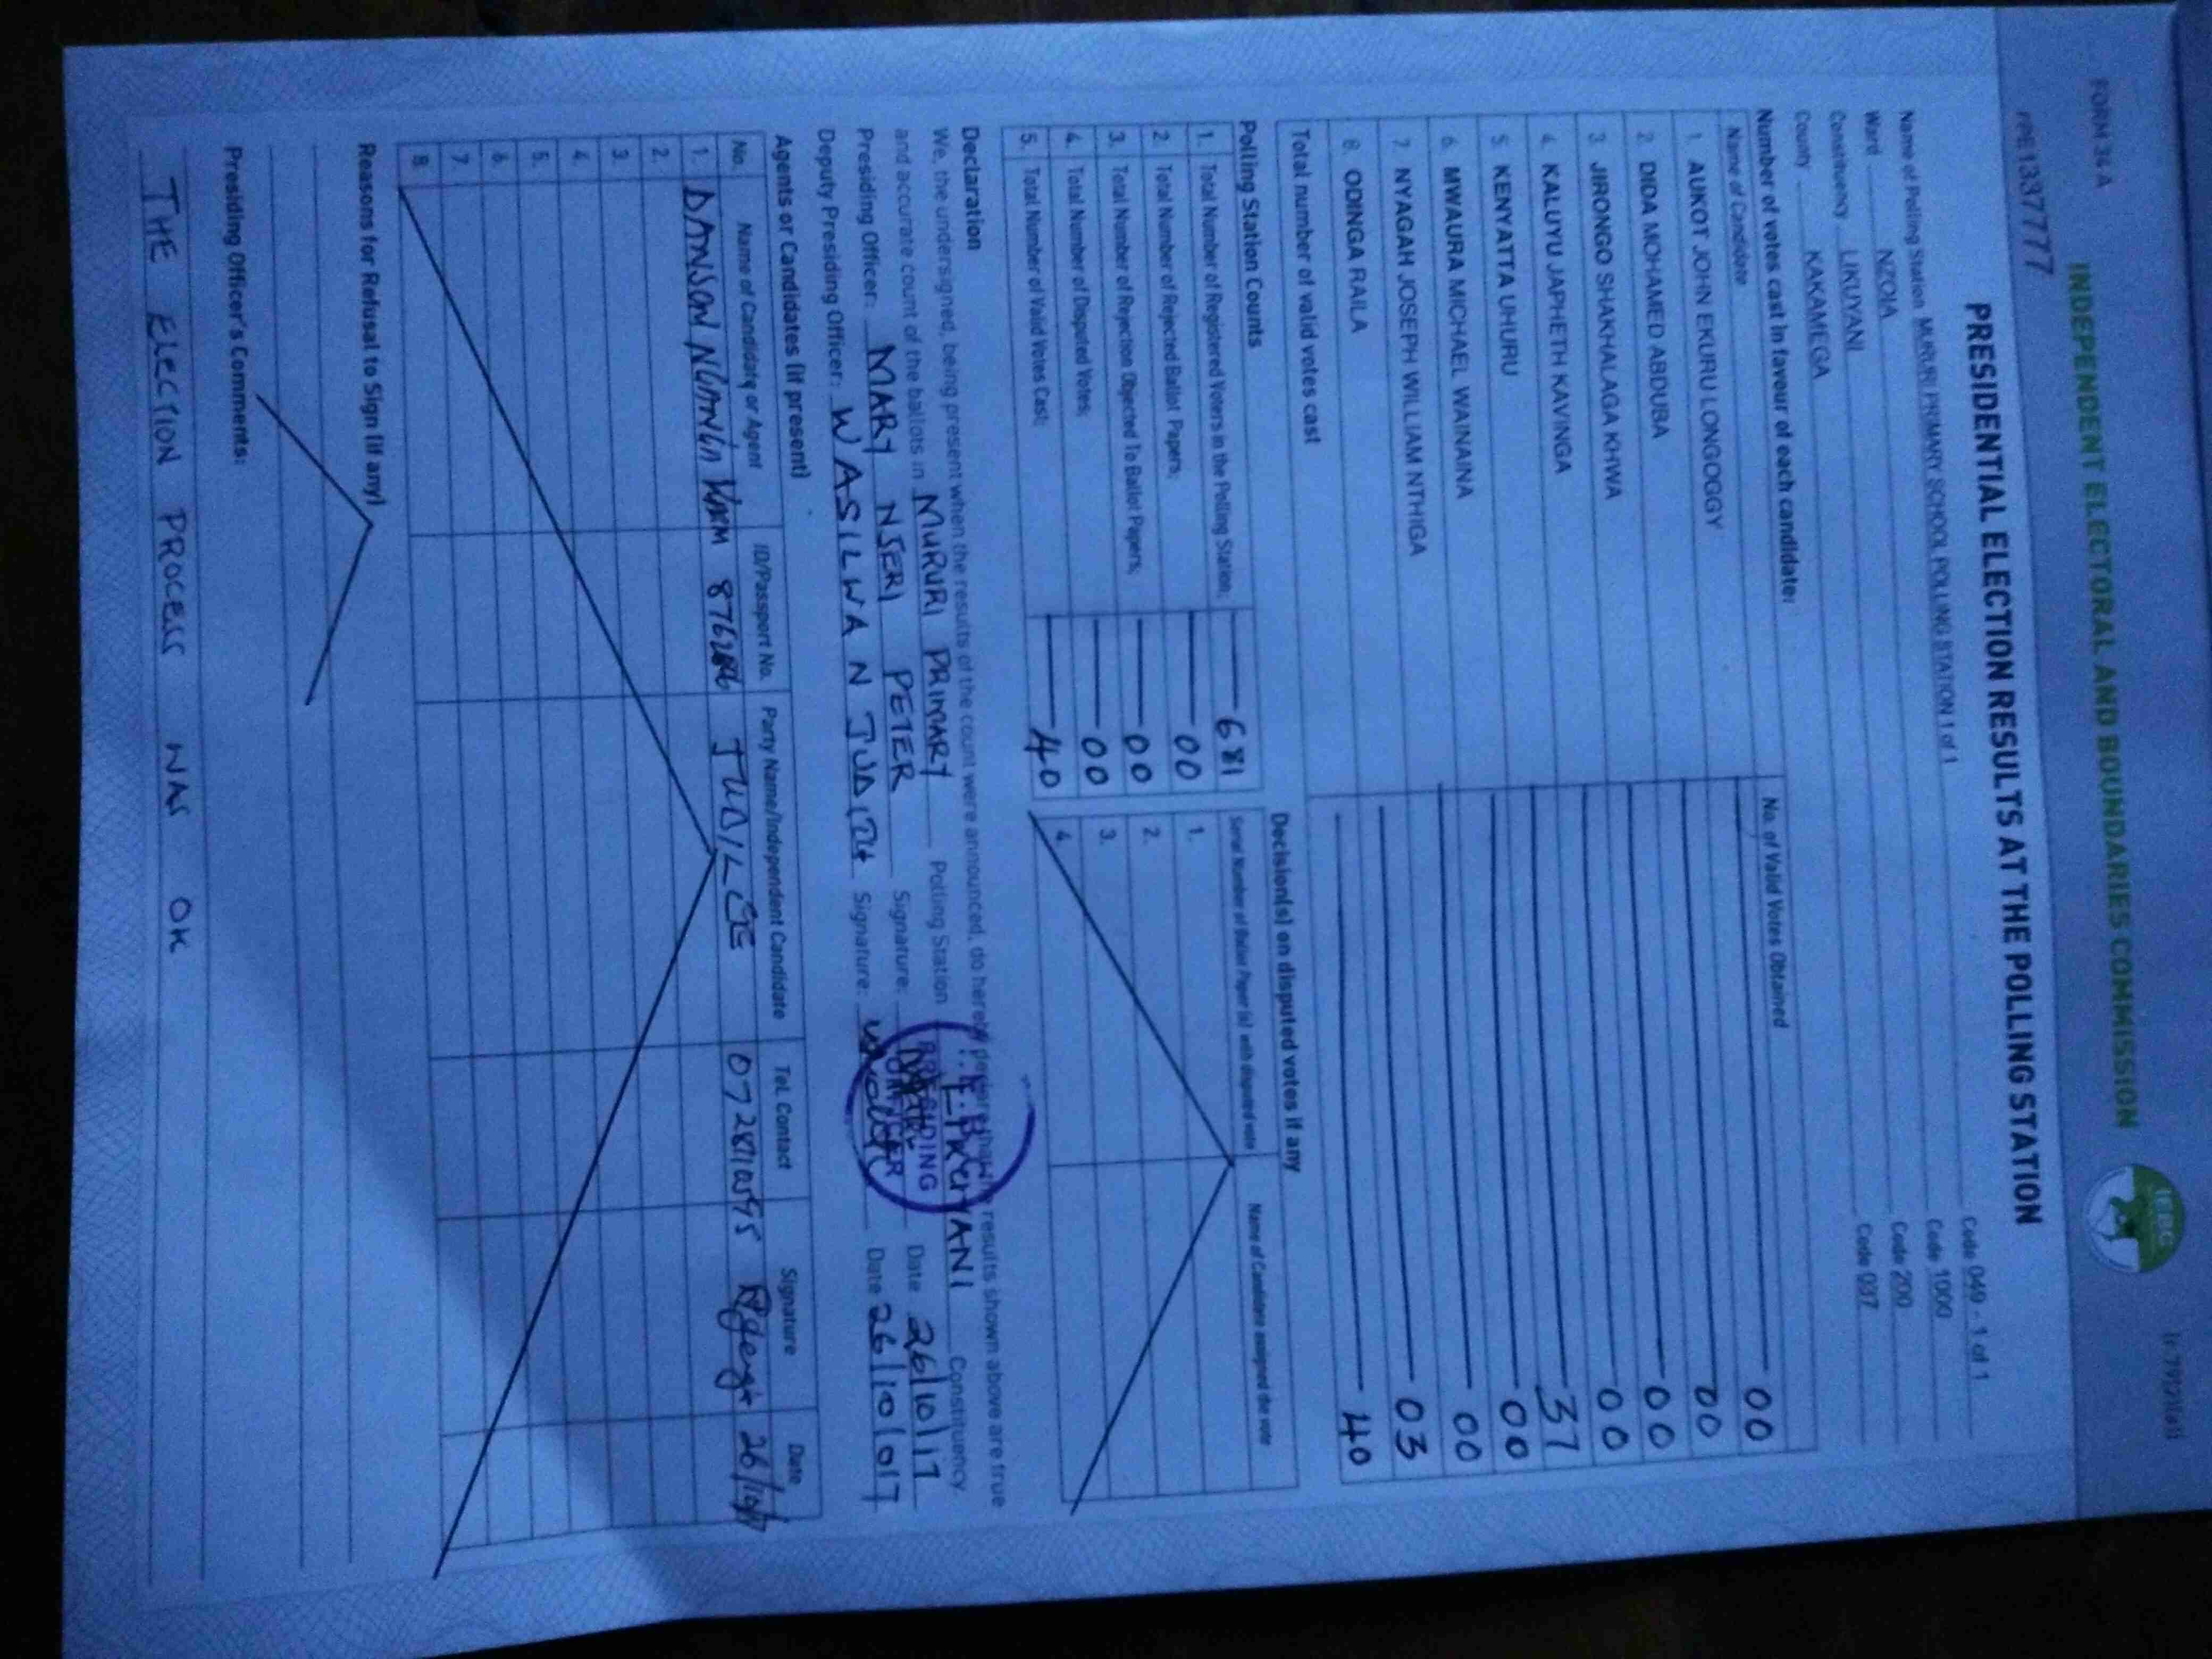 FORM 34 A
INDEPENDENT ELECTORAL AND BOUNDARIES COMMISSION
IEBC
PRESIDENTIAL ELECTION RESULTS AT THE POLLING STATION
Name of Polling Station MURURI PRIMARY SCHOOL POLLING STATION 1 of 1 Code 049 - 1 of 1
Ward NZOIA Code 1000
Constituency LIKUYANI Code 200
County KAKAMEGA Code 037
Number of votes cast in favour of each candidate:
Name of Candidate No. of Valid Votes Obtained
1. AUKOT JOHN EKURU LONGOGGY 00
2. DIDA MOHAMED ABDUBA 00
3. JIRONGO SHAKHALAGA KHWA 00
4. KALUYU JAPHETH KAVINGA 00
5. KENYATTA UHURU 37
6. MWAURA MICHAEL WAINAINA 00
7. NYAGAH JOSEPH WILLIAM NTHIGA 00
8. ODINGA RAILA 03
Total number of valid votes cast 40
Polling Station Counts
1. Total Number of Registered Voters in the Polling Station; 681
2. Total Number of Rejected Ballot Papers; 00
3. Total Number of Rejection Objected To Ballot Papers; 00
4. Total Number of Disputed Votes; 00
5. Total Number of Valid Votes Cast; 40
Decision(s) on disputed votes if any
Serial Number of Ballot Paper (s) with disputed vote Name of Candidate assigned the vote
1.
2.
3.
4.
Declaration
We, the undersigned, being present when the results of the count were announced, do hereby declare that the results shown above are true
and accurate count of the ballots in MURURI PRIMARY Polling Station LIKUYANI Constituency
Presiding Officer: MARY NJERI PETER Signature: Date 26/10/17
Deputy Presiding Officer: WASILWA N JUDITH Signature: Date 26/10/017
PRESIDING OFFICER
Agents or Candidates (if present)
No. Name of Candidate or Agent ID/Passport No. Party Name/Independent Candidate Tel. Contact Signature Date
1. DANSON JUBILEE 26/10/17
2.
3.
4.
5.
6.
7.
8.
Reasons for Refusal to Sign (if any)
Presiding Officer's Comments:
THE ELECTION PROCESS WAS OK